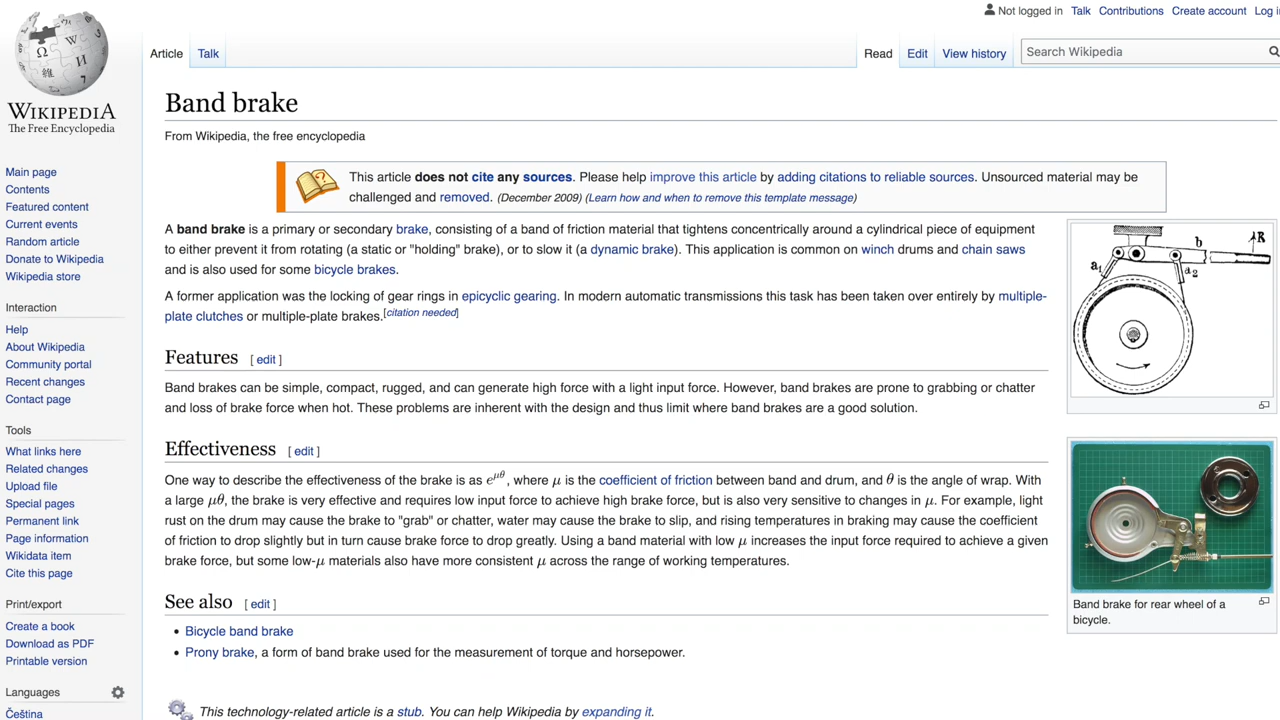 Not logged in Talk Contributions Create account Log i
Article Talk Read Edit View history Search Wikipedia
WIKIPEDIA
The Free Encyclopedia
Main page
Contents
Featured content
Current events
Random article
Donate to Wikipedia
Wikipedia store
Interaction
Help
About Wikipedia
Community portal
Recent changes
Contact page
Tools
What links here
Related changes
Upload file
Special pages
Permanent link
Page information
Wikidata item
Cite this page
Print/export
Create a book
Download as PDF
Printable version
Languages
Čeština
Band brake
From Wikipedia, the free encyclopedia
This article does not cite any sources. Please help improve this article by adding citations to reliable sources. Unsourced material may be
challenged and removed. (December 2009) (Learn how and when to remove this template message)
A band brake is a primary or secondary brake, consisting of a band of friction material that tightens concentrically around a cylindrical piece of equipment
to either prevent it from rotating (a static or "holding" brake), or to slow it (a dynamic brake). This application is common on winch drums and chain saws
and is also used for some bicycle brakes.
A former application was the locking of gear rings in epicyclic gearing. In modern automatic transmissions this task has been taken over entirely by multiple-
plate clutches or multiple-plate brakes.[citation needed]
Features [ edit ]
Band brakes can be simple, compact, rugged, and can generate high force with a light input force. However, band brakes are prone to grabbing or chatter
and loss of brake force when hot. These problems are inherent with the design and thus limit where band brakes are a good solution.
Effectiveness [ edit ]
One way to describe the effectiveness of the brake is as e^μθ, where μ is the coefficient of friction between band and drum, and θ is the angle of wrap. With
a large μθ, the brake is very effective and requires low input force to achieve high brake force, but is also very sensitive to changes in μ. For example, light
rust on the drum may cause the brake to "grab" or chatter, water may cause the brake to slip, and rising temperatures in braking may cause the coefficient
of friction to drop slightly but in turn cause brake force to drop greatly. Using a band material with low μ increases the input force required to achieve a given
brake force, but some low-μ materials also have more consistent μ across the range of working temperatures.
See also [ edit ]
• Bicycle band brake
• Prony brake, a form of band brake used for the measurement of torque and horsepower.
This technology-related article is a stub. You can help Wikipedia by expanding it.
b R
a1 a2
Band brake for rear wheel of a
bicycle.